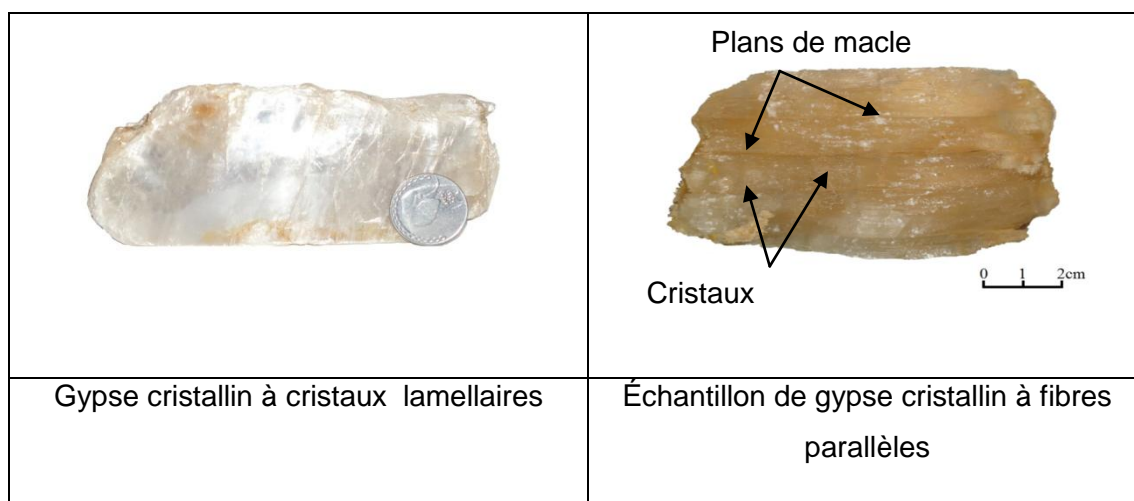 Plans de macle
Cristaux
0 1 2cm
Gypse cristallin à cristaux lamellaires
Échantillon de gypse cristallin à fibres
parallèles